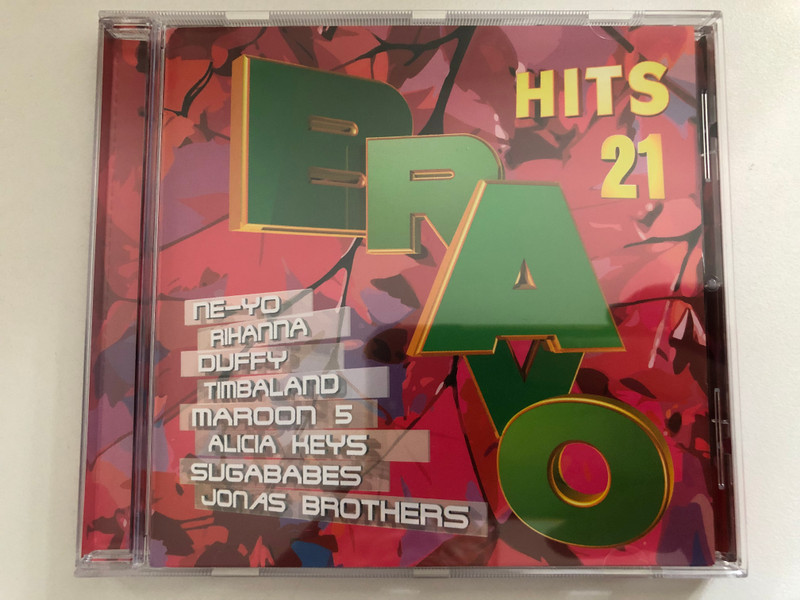 BRAVO
HITS
21
NE-YO
RIHANNA
DUFFY
TIMBALAND
MAROON 5
ALICIA KEYS
SUGABABES
JONAS BROTHERS